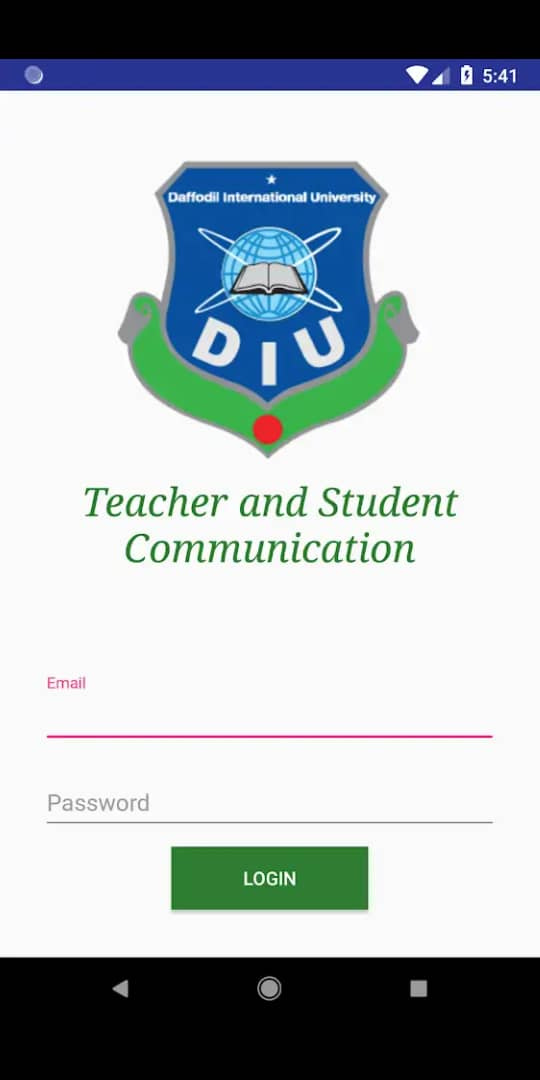 5:41
Daffodil International University
DIU
Teacher and Student
Communication
Email
Password
LOGIN